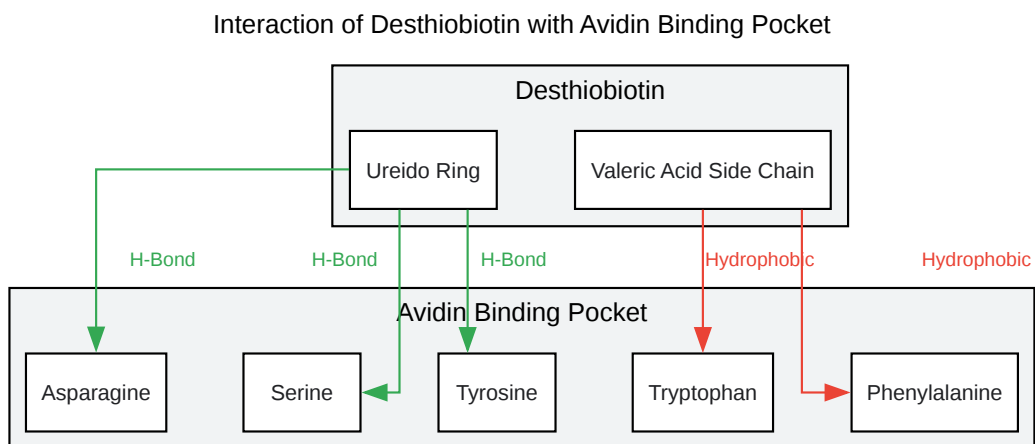 Interaction of Desthiobiotin with Avidin Binding Pocket
Desthiobiotin
Ureido Ring
Valeric Acid Side Chain
H-Bond
H-Bond
H-Bond
Hydrophobic
Hydrophobic
Avidin Binding Pocket
Asparagine
Serine
Tyrosine
Tryptophan
Phenylalanine